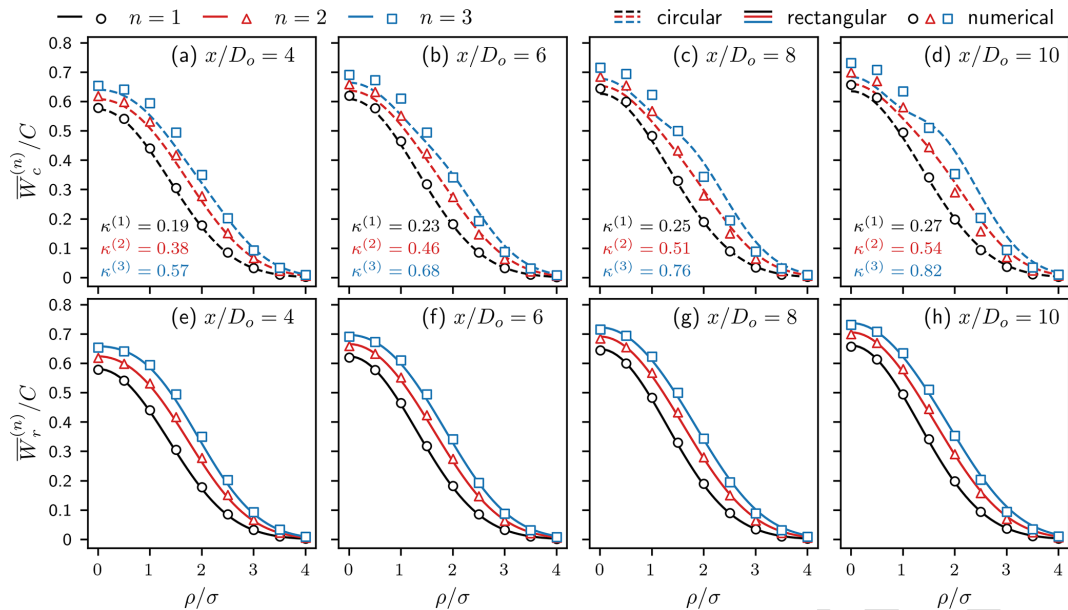 n = 1 n = 2 n = 3 circular rectangular numerical
(a) x/D_o = 4 (b) x/D_o = 6 (c) x/D_o = 8 (d) x/D_o = 10
0.8
0.7
0.6
0.5
0.4
0.3
0.2
0.1
0
\overline{W}_c^{(n)}/C
κ^{(1)} = 0.19 κ^{(1)} = 0.23 κ^{(1)} = 0.25 κ^{(1)} = 0.27
κ^{(2)} = 0.38 κ^{(2)} = 0.46 κ^{(2)} = 0.51 κ^{(2)} = 0.54
κ^{(3)} = 0.57 κ^{(3)} = 0.68 κ^{(3)} = 0.76 κ^{(3)} = 0.82
(e) x/D_o = 4 (f) x/D_o = 6 (g) x/D_o = 8 (h) x/D_o = 10
0.8
0.7
0.6
0.5
0.4
0.3
0.2
0.1
0
\overline{W}_r^{(n)}/C
0 1 2 3 4 0 1 2 3 4 0 1 2 3 4 0 1 2 3 4
ρ/σ ρ/σ ρ/σ ρ/σ